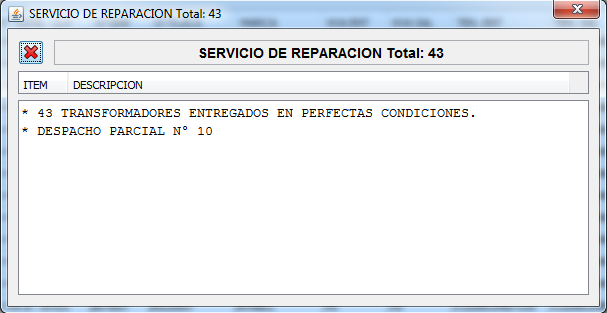 SERVICIO DE REPARACION Total: 43
SERVICIO DE REPARACION Total: 43
ITEM DESCRIPCION
* 43 TRANSFORMADORES ENTREGADOS EN PERFECTAS CONDICIONES.
* DESPACHO PARCIAL N° 10